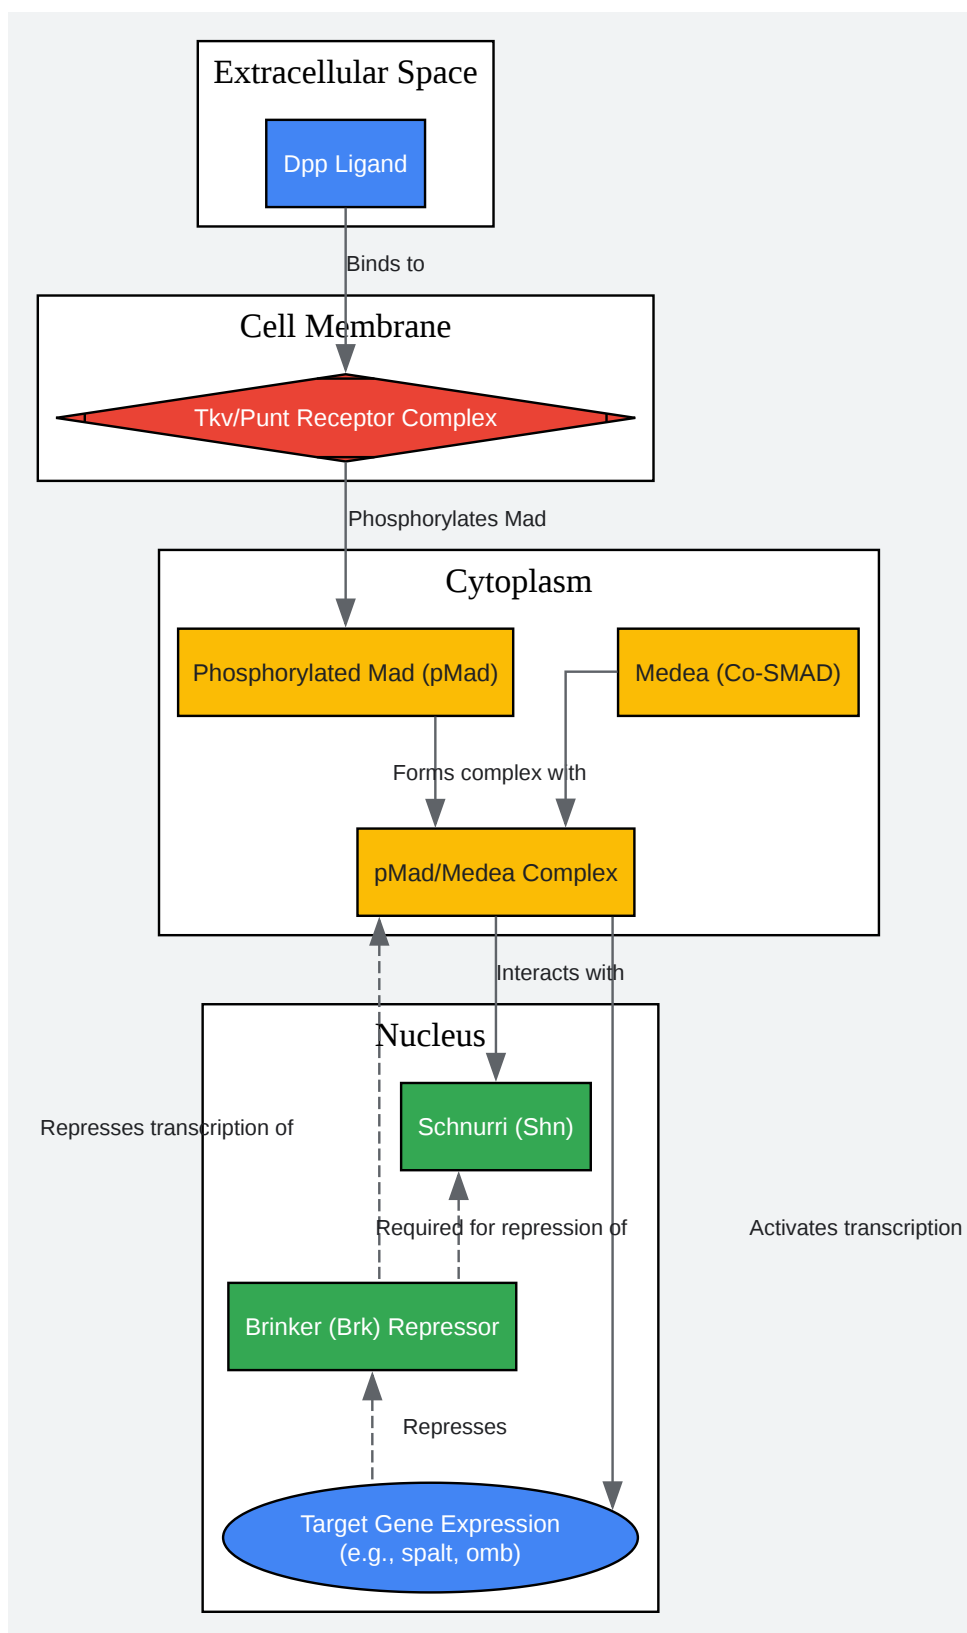 Extracellular Space
Dpp Ligand
Binds to
Cell Membrane
Tkv/Punt Receptor Complex
Phosphorylates Mad
Cytoplasm
Phosphorylated Mad (pMad)
Medea (Co-SMAD)
Forms complex with
pMad/Medea Complex
Interacts with
Nucleus
Schnurri (Shn)
Represses transcription of
Required for repression of
Activates transcription
Brinker (Brk) Repressor
Represses
Target Gene Expression
(e.g., spalt, omb)